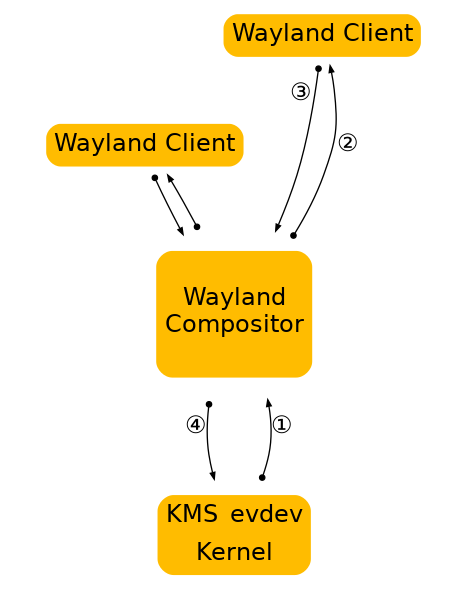 Wayland Client
③
②
Wayland Client
Wayland
Compositor
④ ①
KMS evdev
Kernel